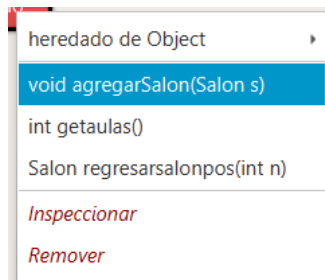 heredado de Object
void agregarSalon(Salon s)
int getaulas()
Salon regresarsalonpos(int n)
Inspeccionar
Remover